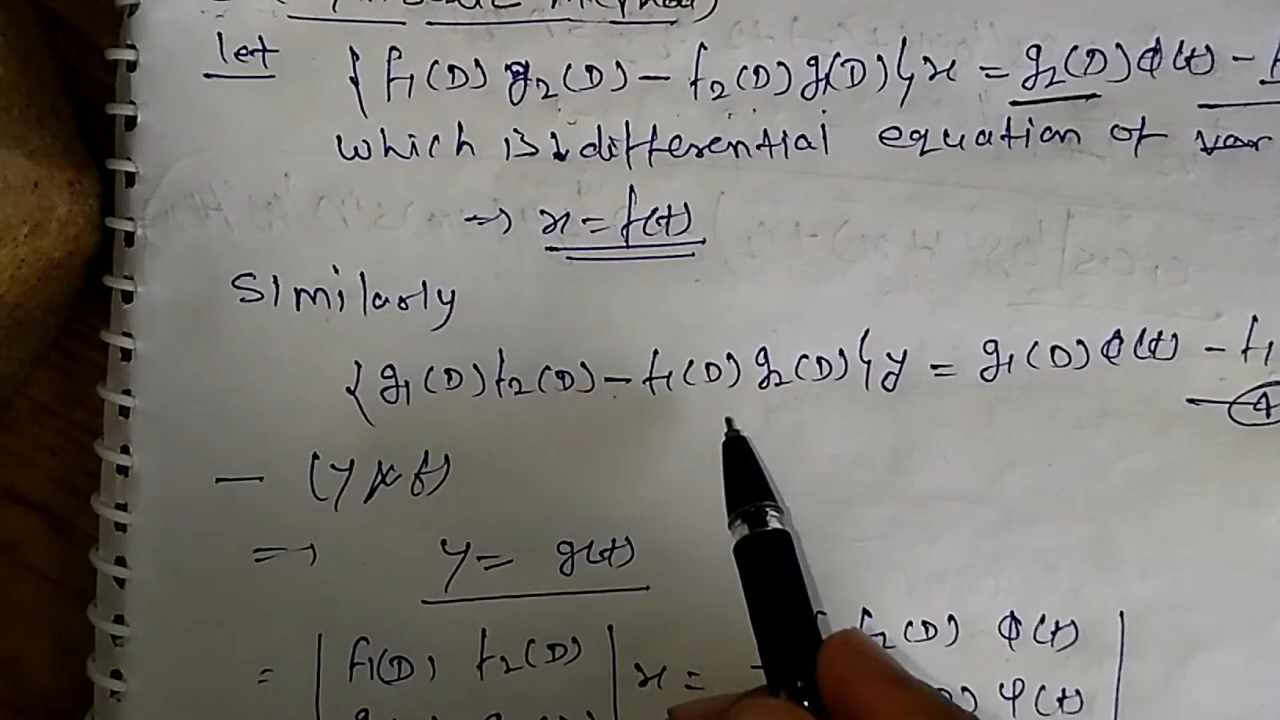 let {f₁(D) g₂(D) – f₂(D) g₁(D)} x = g₂(D) ϕ(t) –
which is differential equation of var
⇒ x = f(t)
Similarly
{g₁(D) f₂(D) – f₁(D) g₂(D)} y = g₁(D) ϕ(t) – f₁
— ④
— (y & t)
⇒ y = g(t)
= | f₁(D) f₂(D) | x = f₂(D) ϕ(t) |
ψ(t)